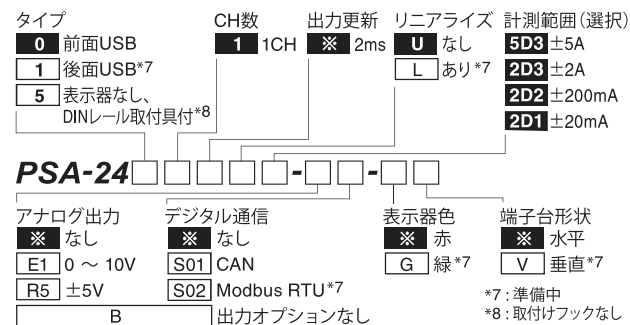 タイプ
0 前面USB
1 後面USB*7
5 表示器なし、
DINレール取付具付*8
CH数
1 1CH
出力更新
※ 2ms
リニアライズ
U なし
L あり*7
計測範囲(選択)
5D3 ±5A
2D3 ±2A
2D2 ±200mA
2D1 ±20mA
PSA-24□□□□□-□□-□□
アナログ出力
※ なし
E1 0 ～ 10V
R5 ±5V
デジタル通信
※ なし
S01 CAN
S02 Modbus RTU*7
B 出力オプションなし
表示器色
※ 赤
G 緑*7
端子台形状
※ 水平
V 垂直*7
*7 : 準備中
*8 : 取付けフックなし